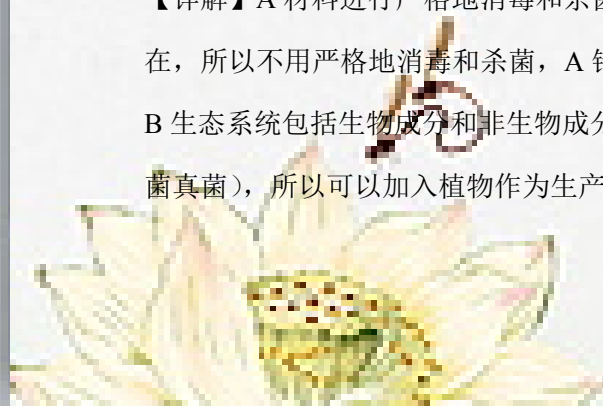 【详解】A 材料进行严格地消毒和杀菌
在，所以不用严格地消毒和杀菌，A 错
B 生态系统包括生物成分和非生物成分
菌真菌），所以可以加入植物作为生产